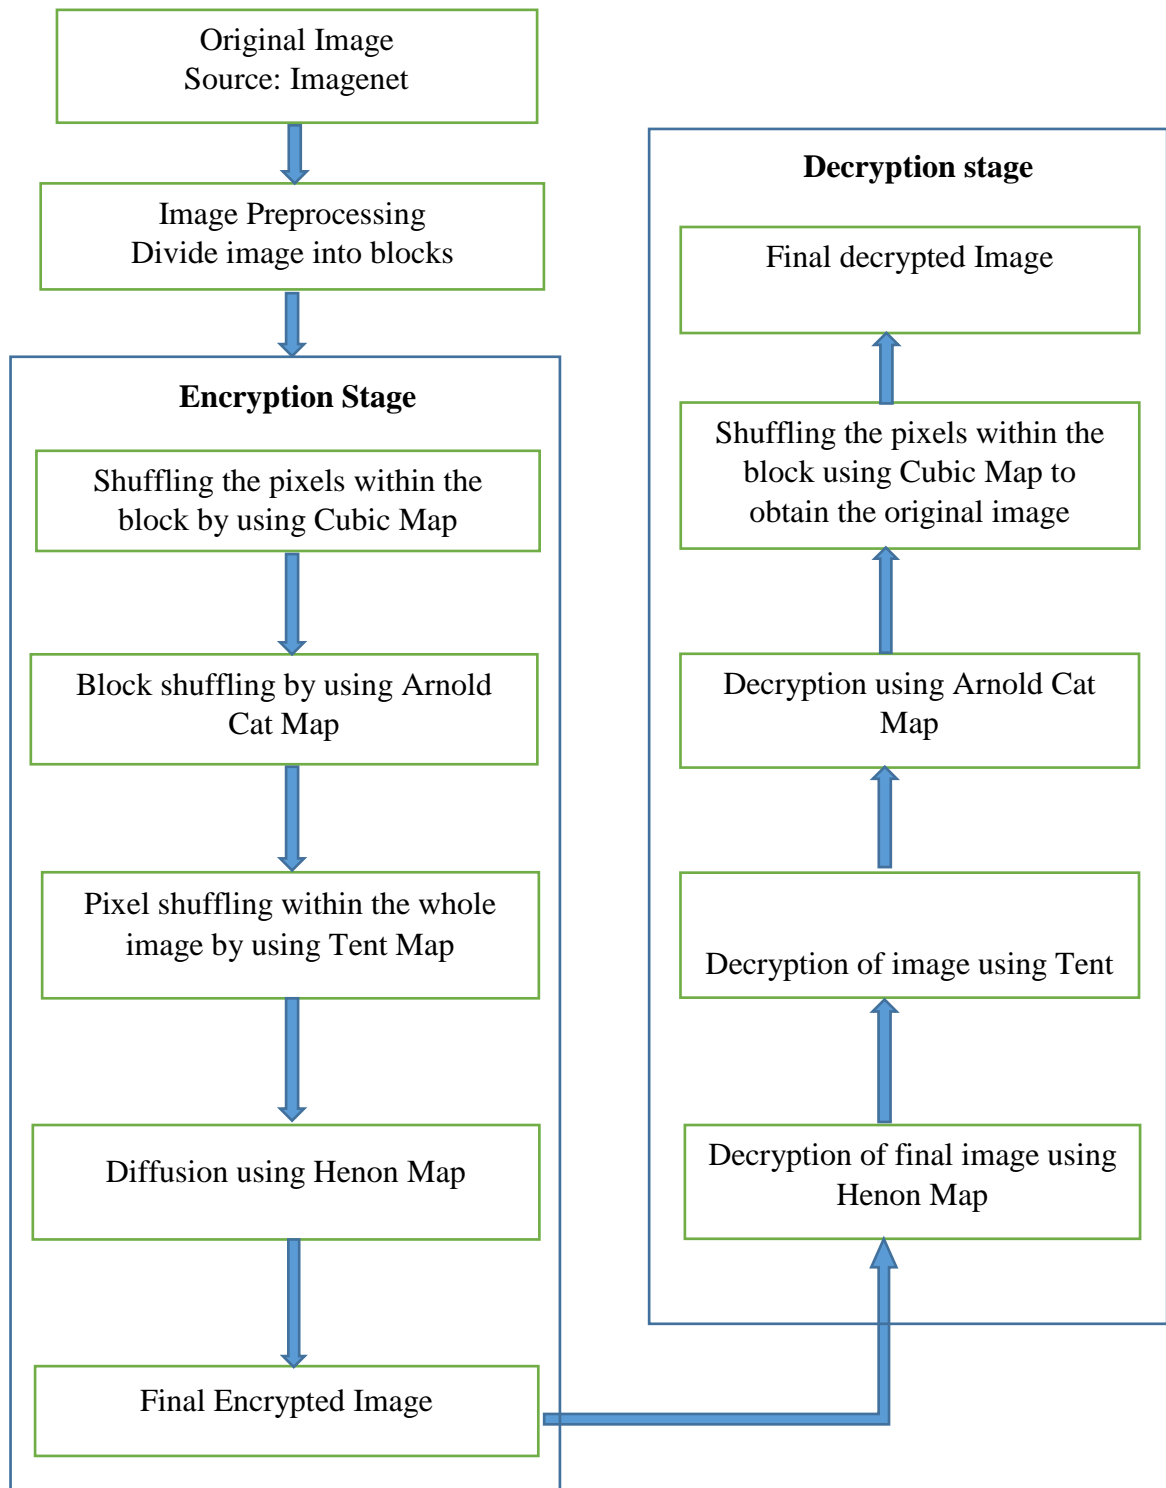 Original Image
Source: Imagenet
Image Preprocessing
Divide image into blocks
Encryption Stage
Shuffling the pixels within the
block by using Cubic Map
Block shuffling by using Arnold
Cat Map
Pixel shuffling within the whole
image by using Tent Map
Diffusion using Henon Map
Final Encrypted Image
Decryption stage
Final decrypted Image
Shuffling the pixels within the
block using Cubic Map to
obtain the original image
Decryption using Arnold Cat
Map
Decryption of image using Tent
Decryption of final image using
Henon Map